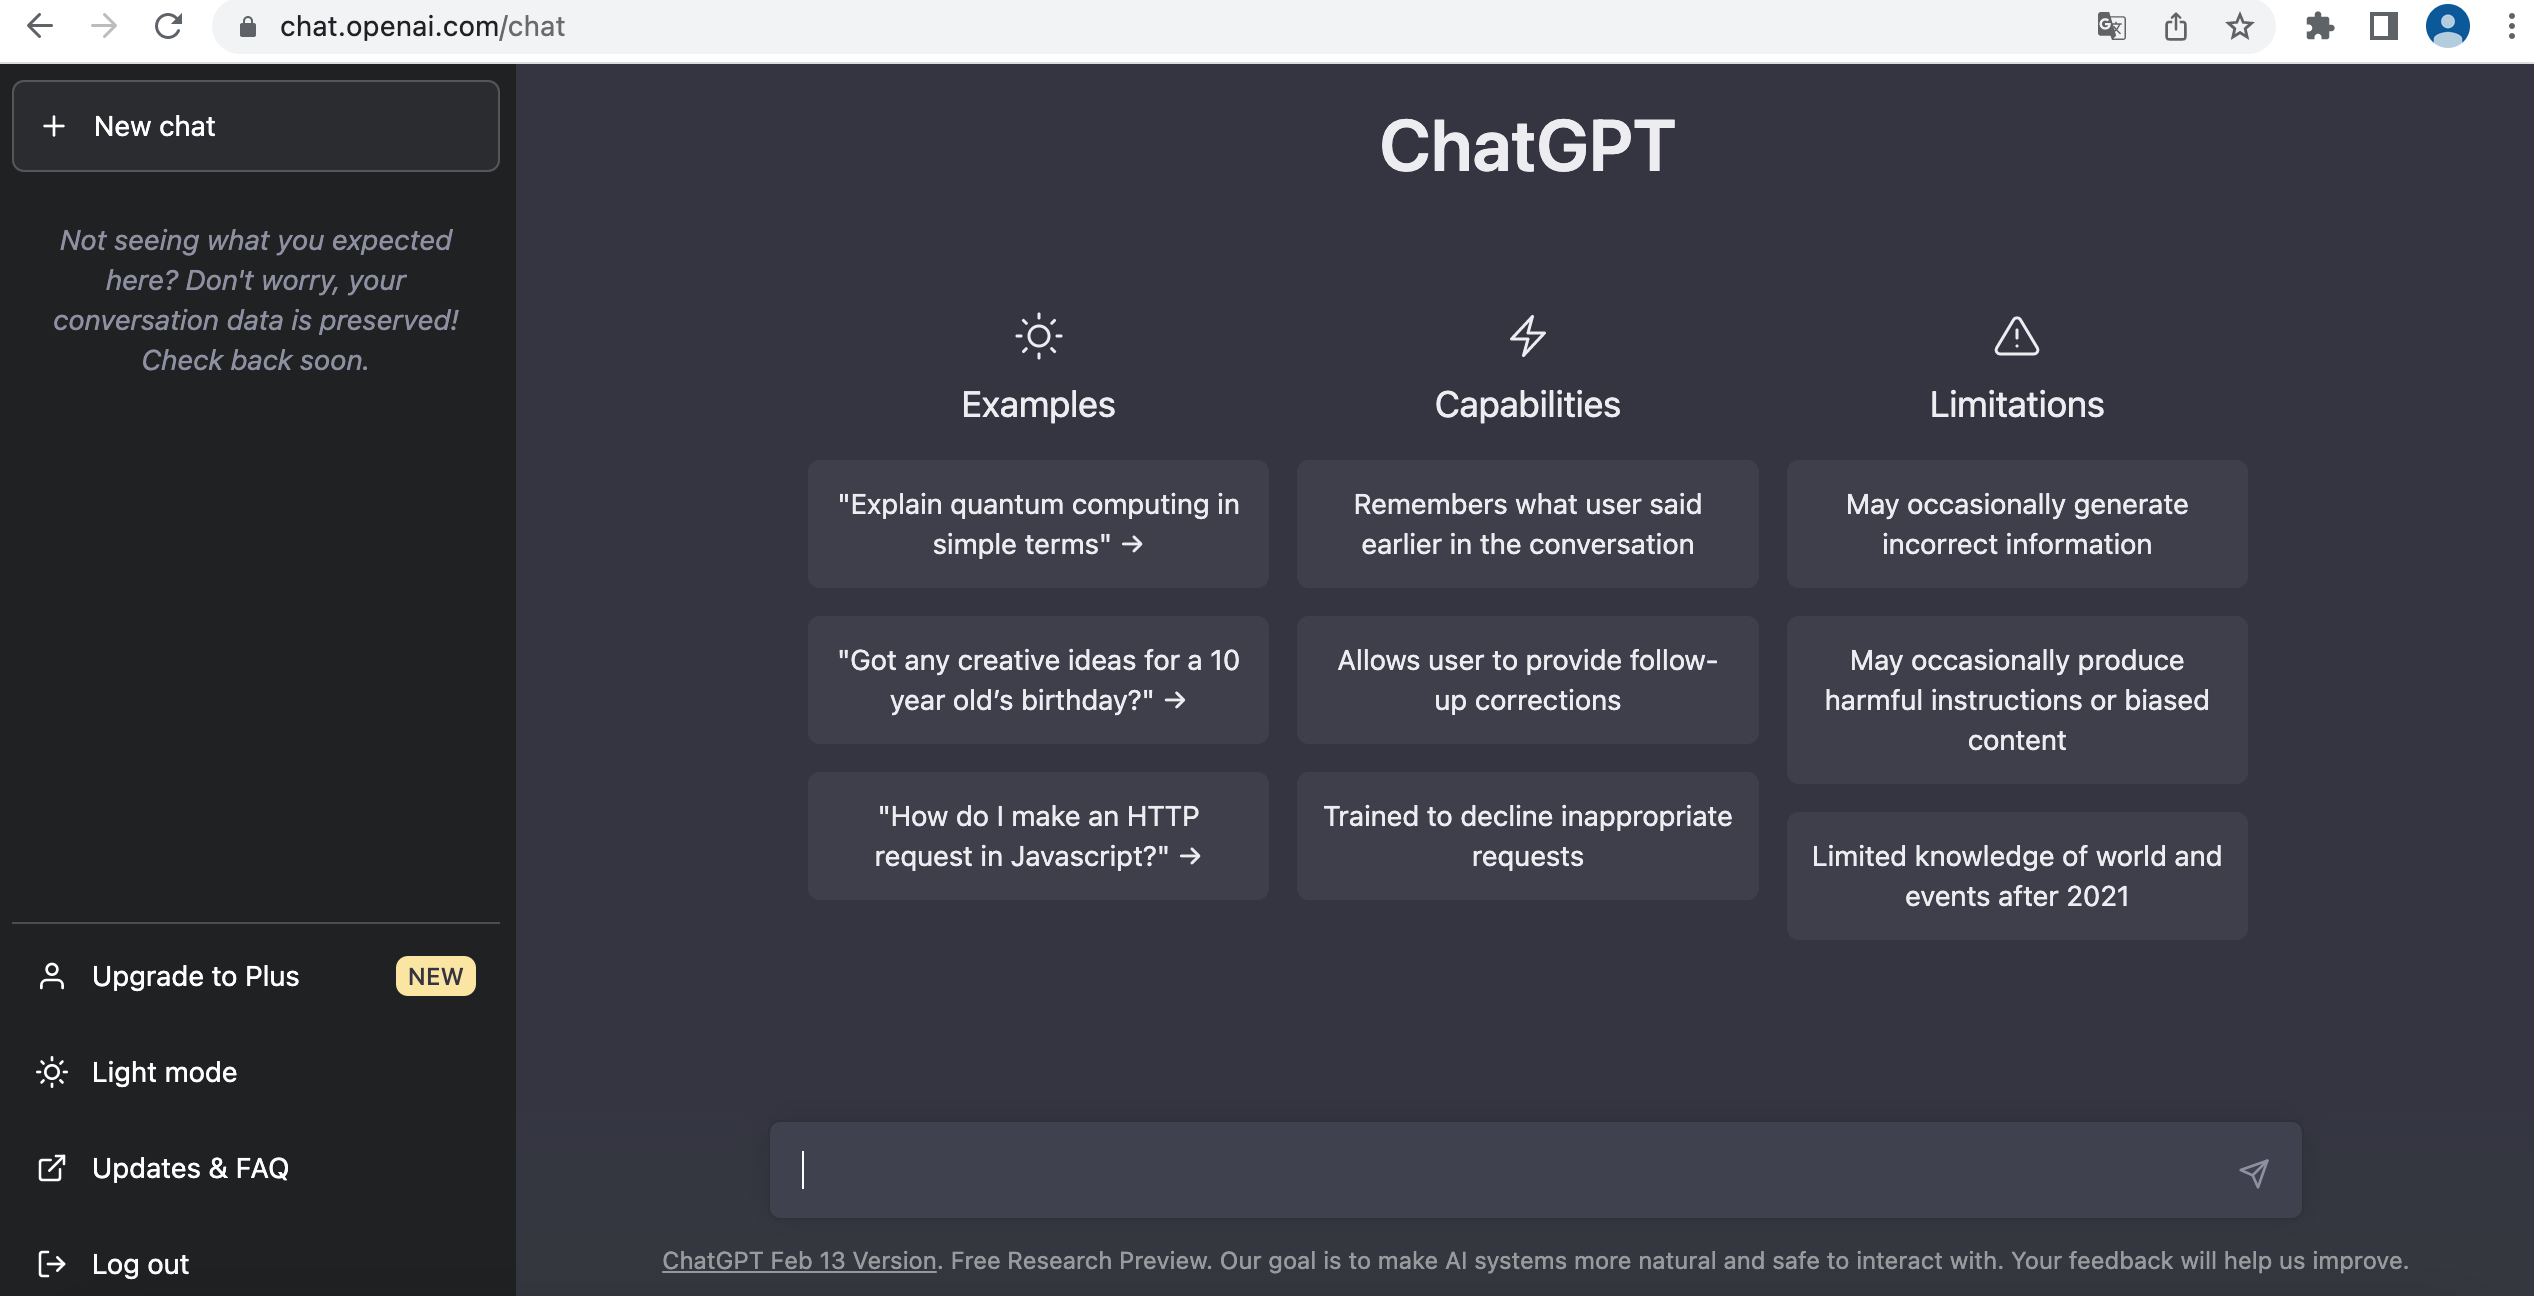 chat.openai.com/chat
New chat
Not seeing what you expected
here? Don't worry, your
conversation data is preserved!
Check back soon.
Upgrade to Plus NEW
Light mode
Updates & FAQ
Log out
ChatGPT
Examples
"Explain quantum computing in
simple terms" →
"Got any creative ideas for a 10
year old’s birthday?" →
"How do I make an HTTP
request in Javascript?" →
Capabilities
Remembers what user said
earlier in the conversation
Allows user to provide follow-
up corrections
Trained to decline inappropriate
requests
Limitations
May occasionally generate
incorrect information
May occasionally produce
harmful instructions or biased
content
Limited knowledge of world and
events after 2021
ChatGPT Feb 13 Version. Free Research Preview. Our goal is to make AI systems more natural and safe to interact with. Your feedback will help us improve.